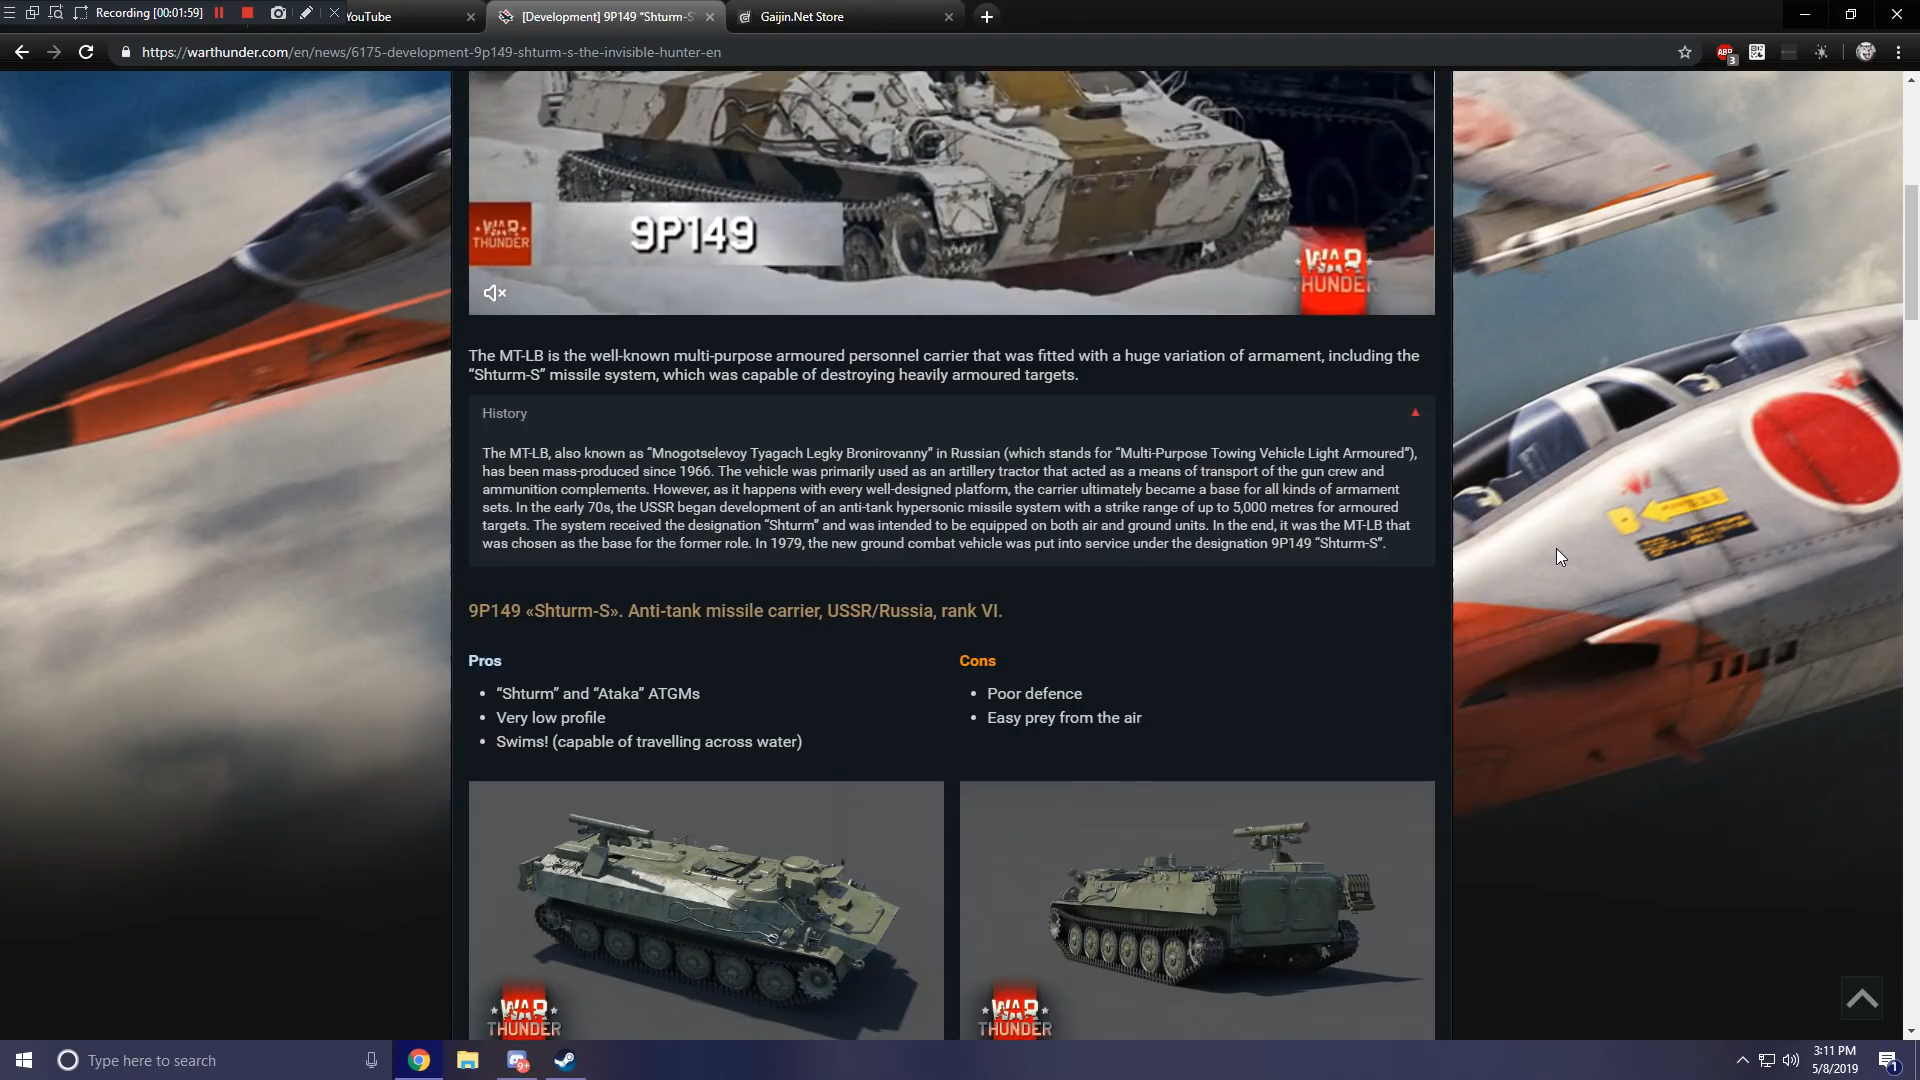 Recording [00:01:59]
YouTube
[Development] 9P149 "Shturm-S"
Gaijin.Net Store
https://warthunder.com/en/news/6175-development-9p149-shturm-s-the-invisible-hunter-en
ABP
3
WAR
THUNDER
9P149
WAR
THUNDER
The MT-LB is the well-known multi-purpose armoured personnel carrier that was fitted with a huge variation of armament, including the
“Shturm-S” missile system, which was capable of destroying heavily armoured targets.
History
The MT-LB, also known as “Mnogotselevoy Tyagach Legky Bronirovanny” in Russian (which stands for “Multi-Purpose Towing Vehicle Light Armoured”),
has been mass-produced since 1966. The vehicle was primarily used as an artillery tractor that acted as a means of transport of the gun crew and
ammunition complements. However, as it happens with every well-designed platform, the carrier ultimately became a base for all kinds of armament
sets. In the early 70s, the USSR began development of an anti-tank hypersonic missile system with a strike range of up to 5,000 metres for armoured
targets. The system received the designation “Shturm” and was intended to be equipped on both air and ground units. In the end, it was the MT-LB that
was chosen as the base for the former role. In 1979, the new ground combat vehicle was put into service under the designation 9P149 “Shturm-S”.
9P149 «Shturm-S». Anti-tank missile carrier, USSR/Russia, rank VI.
Pros
• “Shturm” and “Ataka” ATGMs
• Very low profile
• Swims! (capable of travelling across water)
Cons
• Poor defence
• Easy prey from the air
WAR
THUNDER
WAR
THUNDER
Type here to search
9+
3:11 PM
5/8/2019
1